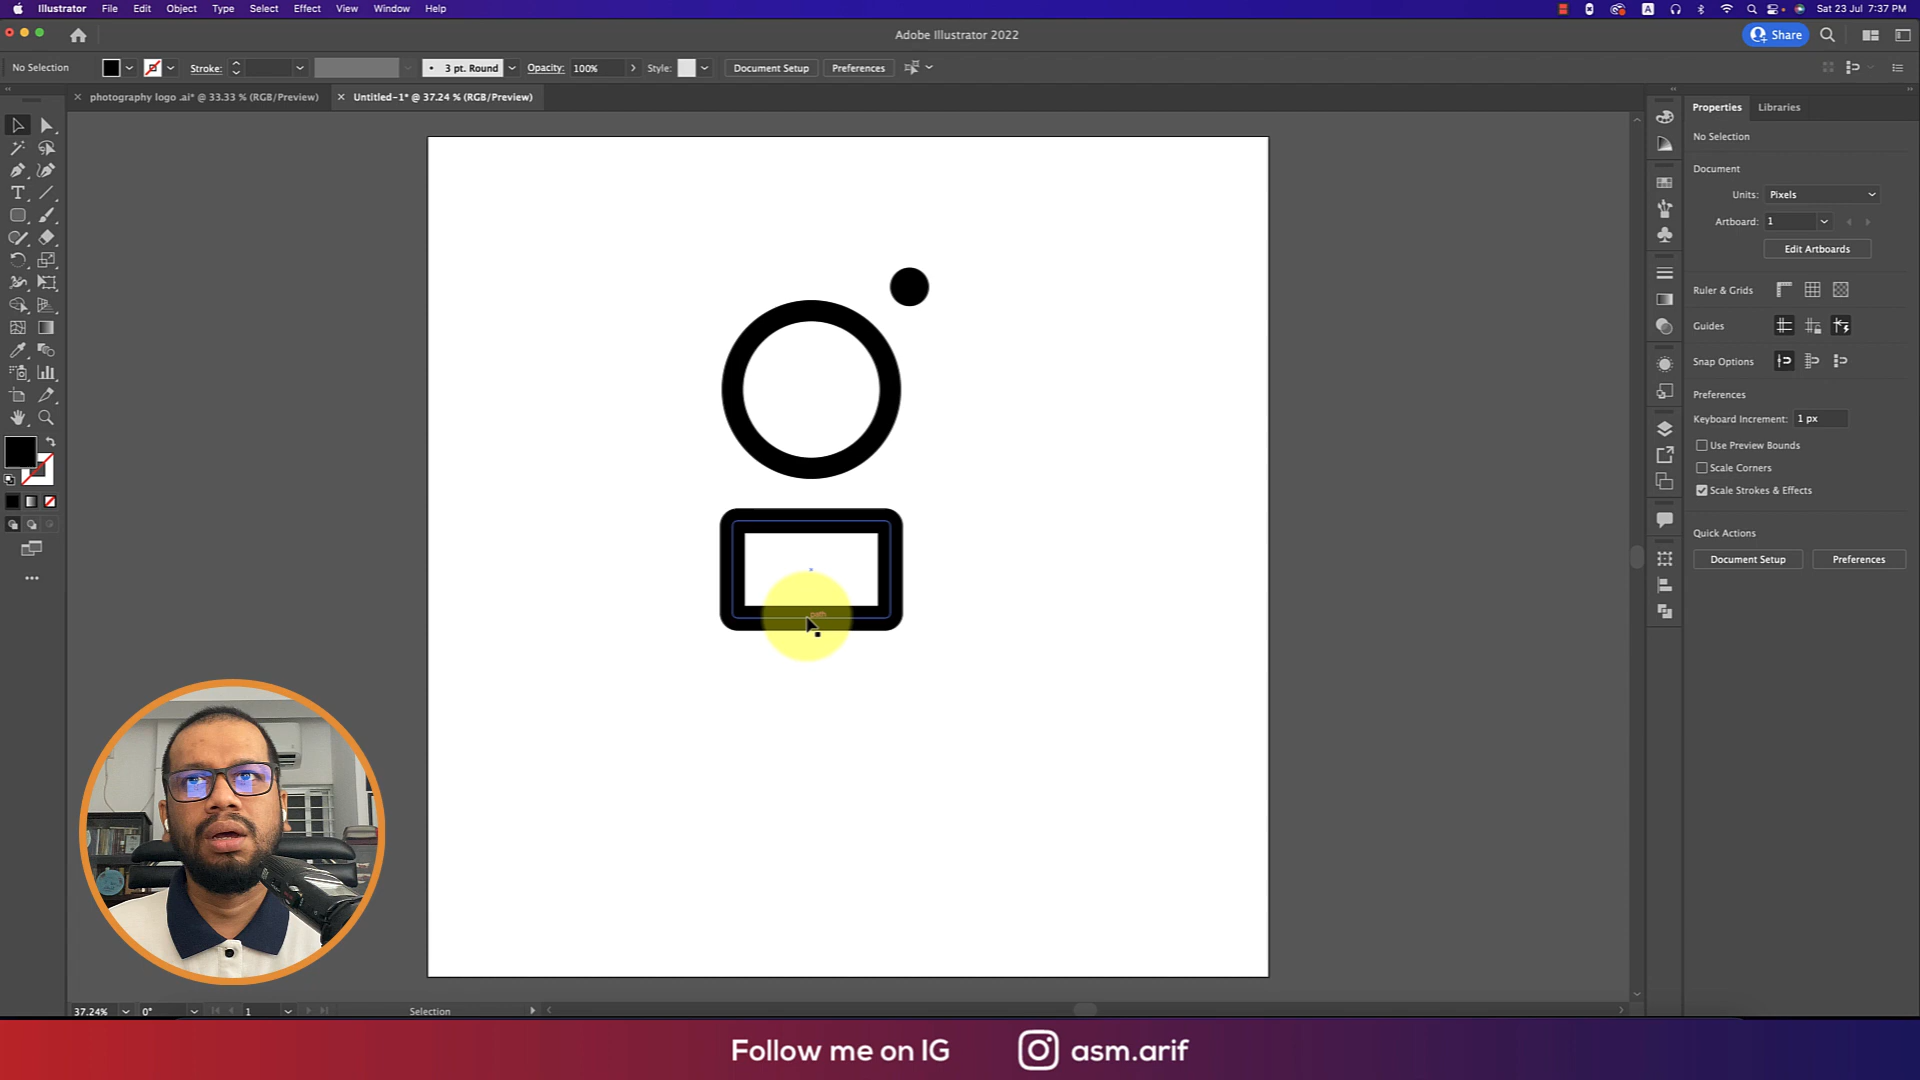 Illustrator File Edit Object Type Select Effect View Window Help
A Sat 23 Jul 7:37 PM
Adobe Illustrator 2022
Share
No Selection
Stroke:
3 pt. Round
Opacity: 100%
Style:
Document Setup
Preferences
photography logo .ai* @ 33.33 % (RGB/Preview)
Untitled-1* @ 37.24 % (RGB/Preview)
Properties Libraries
No Selection
Document
Units: Pixels
Artboard: 1
Edit Artboards
Ruler & Grids
Guides
Snap Options
Preferences
Keyboard Increment: 1 px
Use Preview Bounds
Scale Corners
Scale Strokes & Effects
Quick Actions
Document Setup Preferences
path
37.24% 0° 1 Selection
Follow me on IG asm.arif